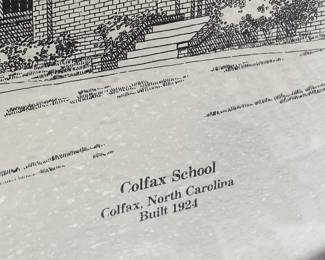 Colfax School
Colfax, North Carolina
Built 1924